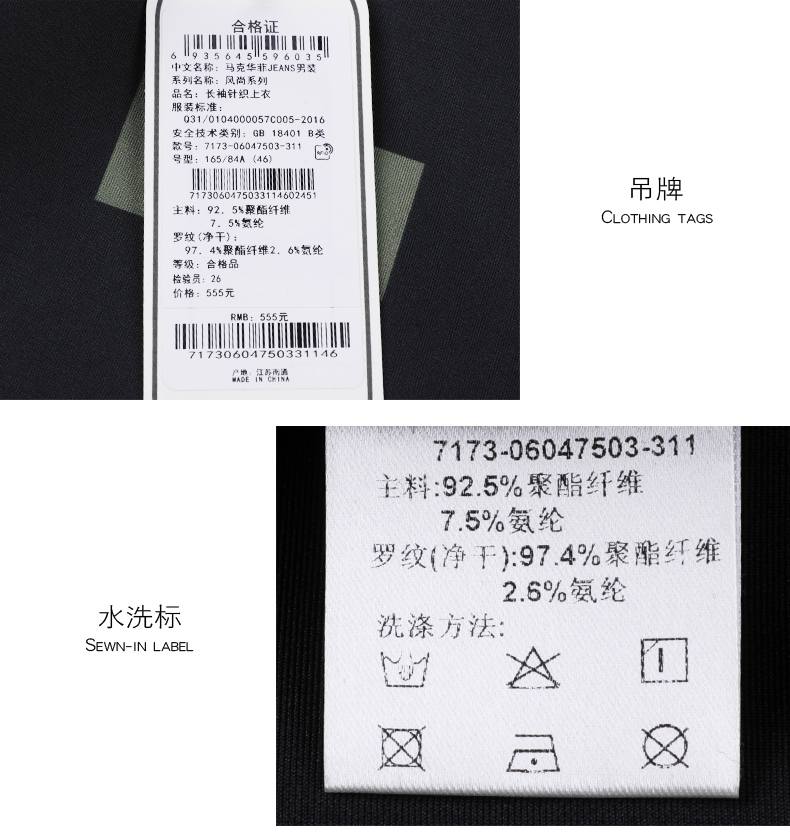 合格证
6 935645 596035
中文名称: 马克华菲JEANS男装
系列名称: 风尚系列
品名: 长袖针织上衣
服装标准:
Q31/0104000057C005-2016
安全技术类别: GB 18401 B类
款号: 7173-06047503-311
号型: 165/84A (46)
7173060475033114602451
主料: 92. 5%聚酯纤维
7. 5%氨纶
罗纹(净干):
97. 4%聚酯纤维2. 6%氨纶
等级: 合格品
检验员: 26
价格: 555元
RMB: 555元
71730604750331146
产地: 江苏南通
MADE IN CHINA
吊牌
CLOTHING TAGS
7173-06047503-311
主料:92.5%聚酯纤维
7.5%氨纶
罗纹(净干):97.4%聚酯纤维
2.6%氨纶
洗涤方法:
水洗标
SEWN-IN LABEL